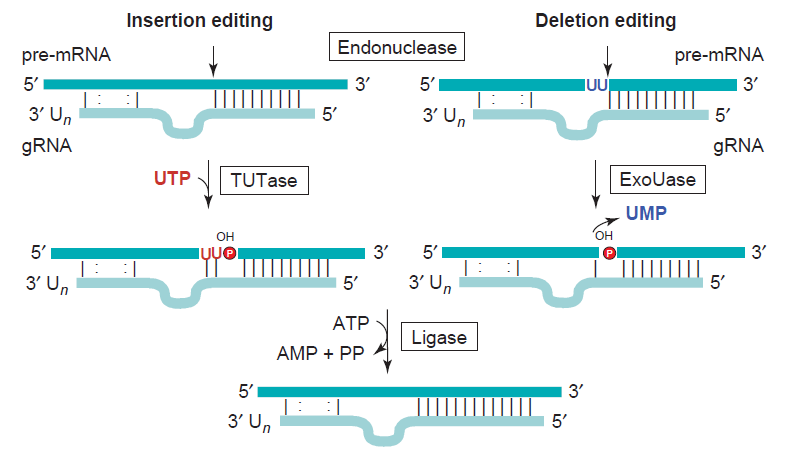 Insertion editing
Deletion editing
Endonuclease
pre-mRNA
pre-mRNA
5′ 3′
5′ UU 3′
3′ Un 5′
3′ Un 5′
gRNA
gRNA
UTP TUTase
ExoUase
UMP
OH
OH
5′ UU P 3′
5′ P 3′
3′ Un 5′
3′ Un 5′
ATP
Ligase
AMP + PP
5′ 3′
3′ Un 5′